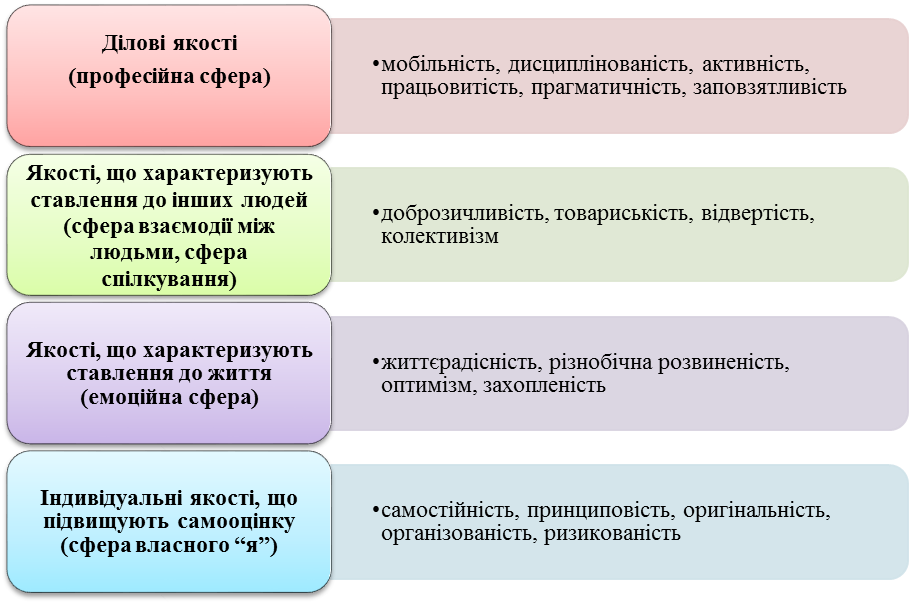 Ділові якості
(професійна сфера)
•мобільність, дисциплінованість, активність,
працьовитість, прагматичність, заповзятливість
Якості, що характеризують
ставлення до інших людей
(сфера взаємодії між
людьми, сфера
спілкування)
•доброзичливість, товариськість, відвертість,
колективізм
Якості, що характеризують
ставлення до життя
(емоційна сфера)
•життєрадісність, різнобічна розвиненість,
оптимізм, захопленість
Індивідуальні якості, що
підвищують самооцінку
(сфера власного “я”)
•самостійність, принциповість, оригінальність,
організованість, ризикованість